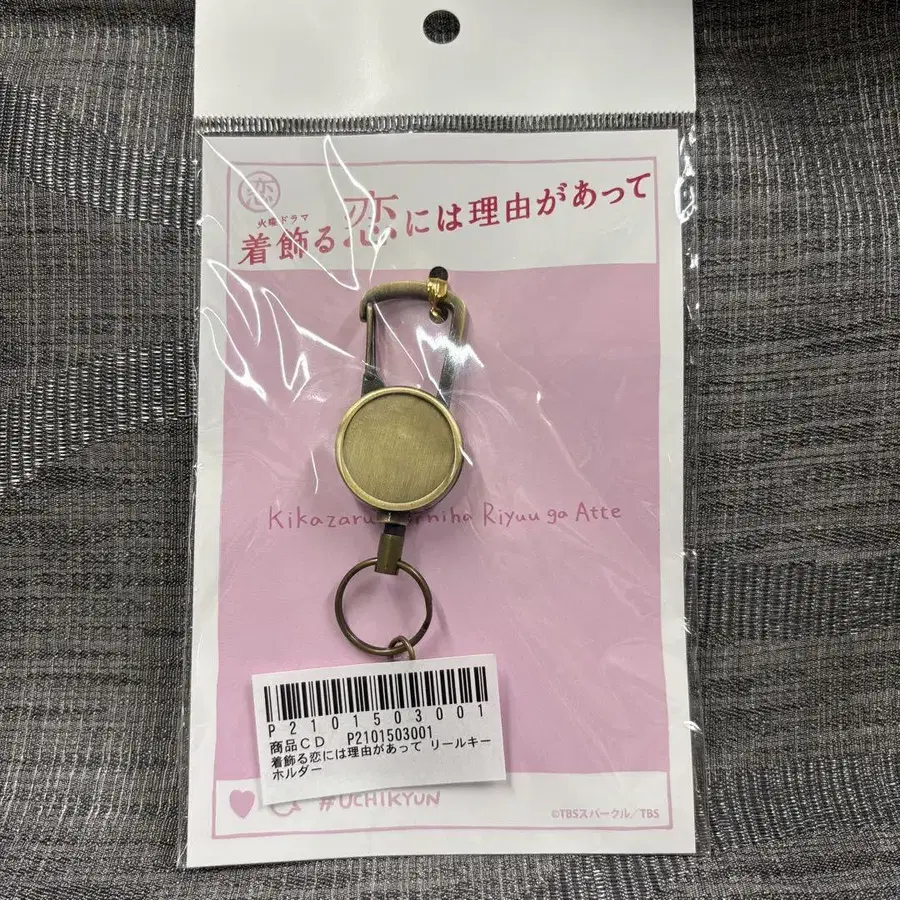 恋
火曜ドラマ
着飾る恋には理由があって
Kikazaru Riyuu ga Atte
P2101503001
商品CD P2101503001
着飾る恋には理由があって リールキー
ホルダー
#UCHIKYUN
©TBSスパークル/TBS